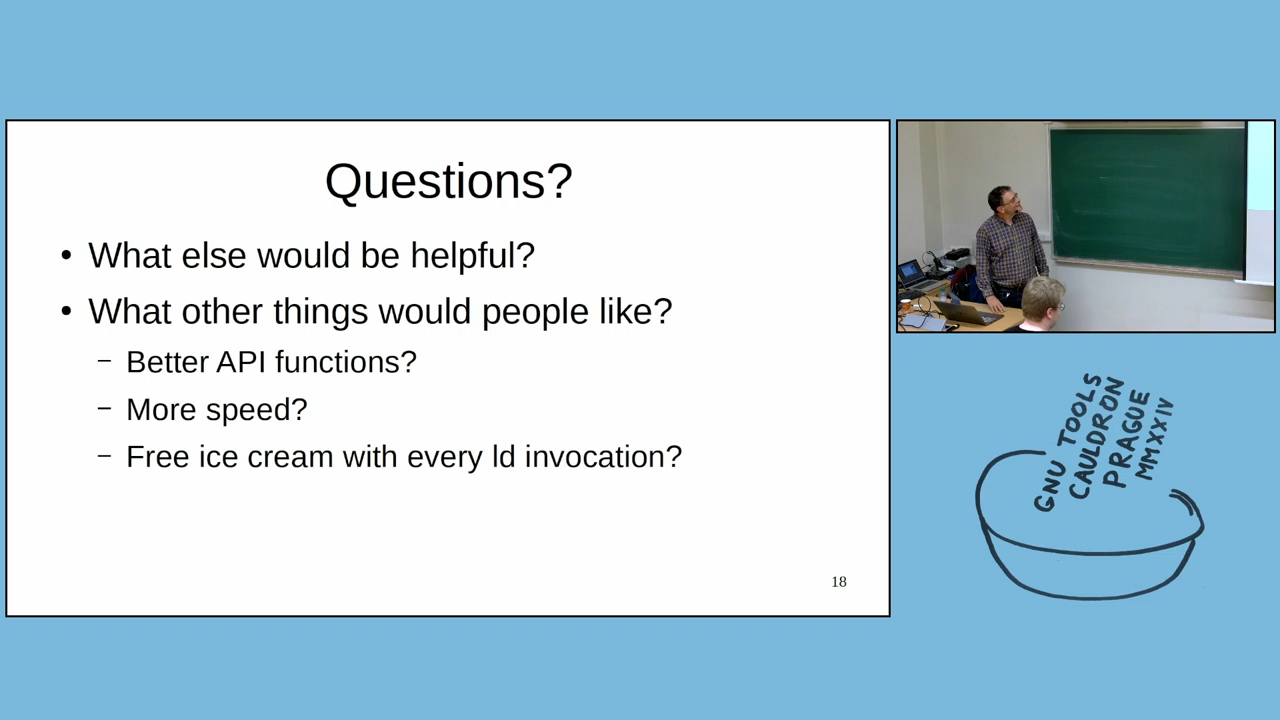 Questions?
• What else would be helpful?
• What other things would people like?
– Better API functions?
– More speed?
– Free ice cream with every ld invocation?
18
GNU TOOLS
CAULDRON
PRAGUE
MMXXIV